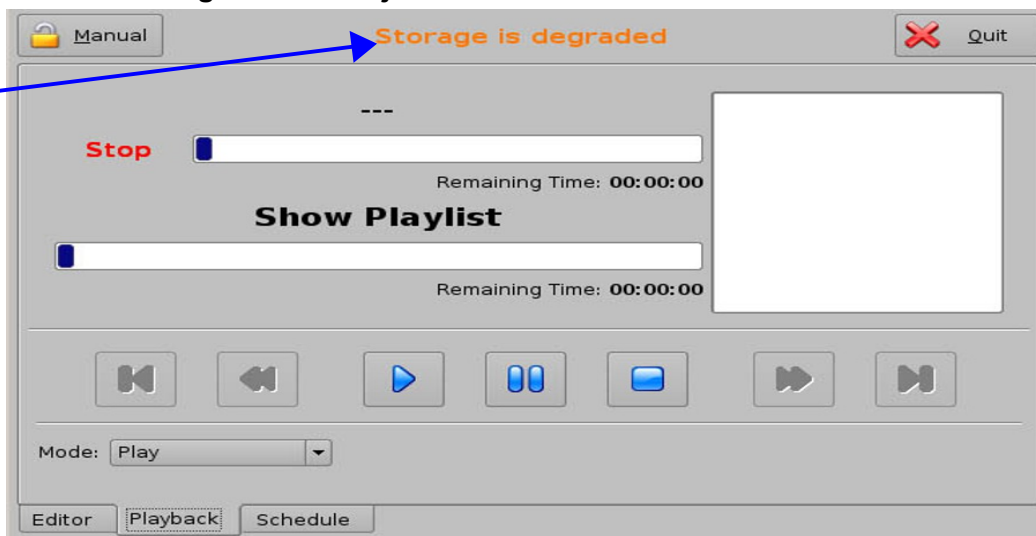 Manual
Storage is degraded
Quit
---
Stop
Remaining Time: 00:00:00
Show Playlist
Remaining Time: 00:00:00
Mode: Play
Editor Playback Schedule